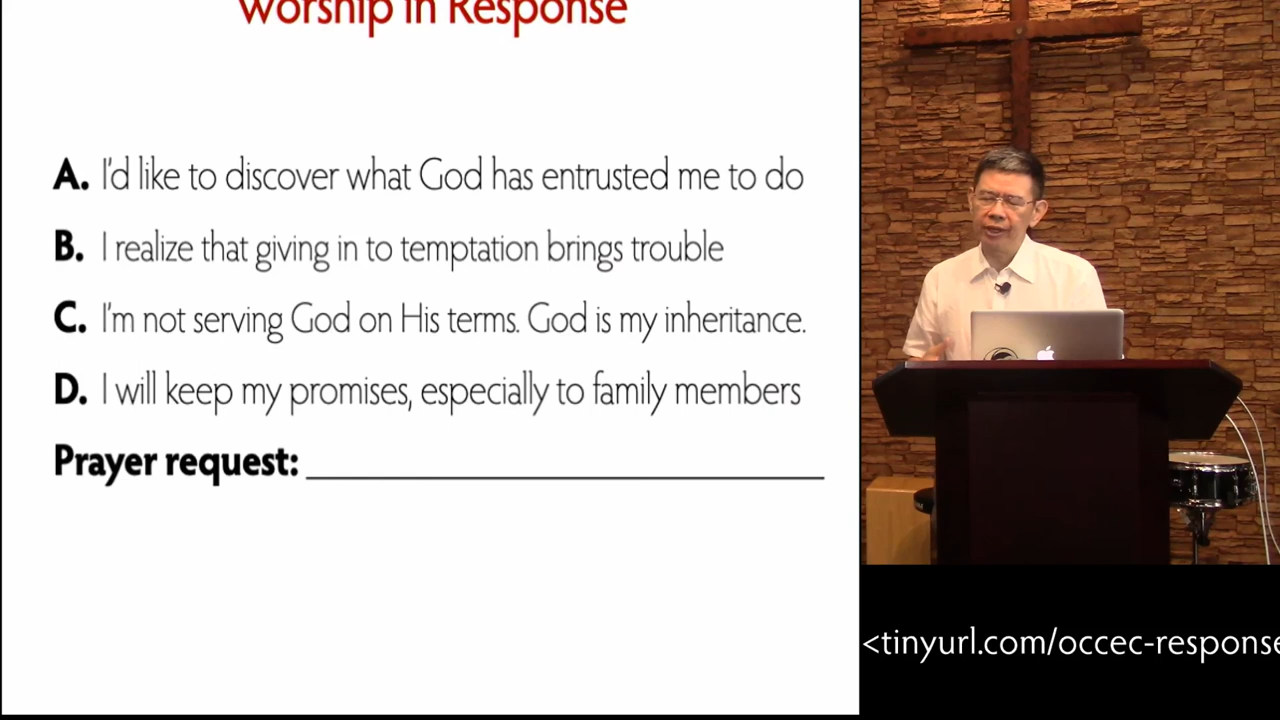 Worship in Response
A. I'd like to discover what God has entrusted me to do
B. I realize that giving in to temptation brings trouble
C. I'm not serving God on His terms. God is my inheritance.
D. I will keep my promises, especially to family members
Prayer request:
<tinyurl.com/occec-response